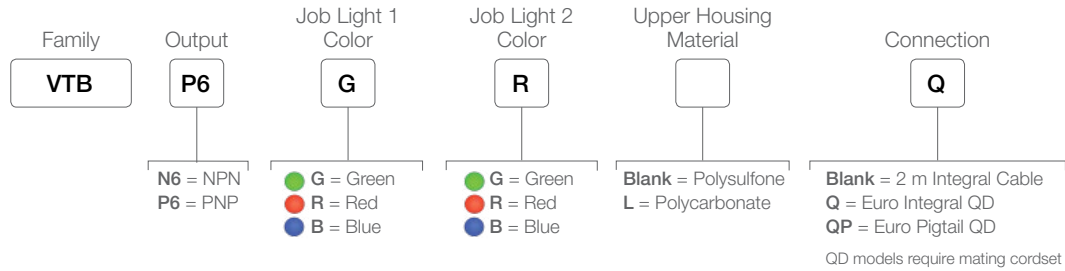 Family
Output
Job Light 1
Color
Job Light 2
Color
Upper Housing
Material
Connection
VTB
P6
G
R
Q
N6 = NPN
P6 = PNP
G = Green
R = Red
B = Blue
G = Green
R = Red
B = Blue
Blank = Polysulfone
L = Polycarbonate
Blank = 2 m Integral Cable
Q = Euro Integral QD
QP = Euro Pigtail QD
QD models require mating cordset